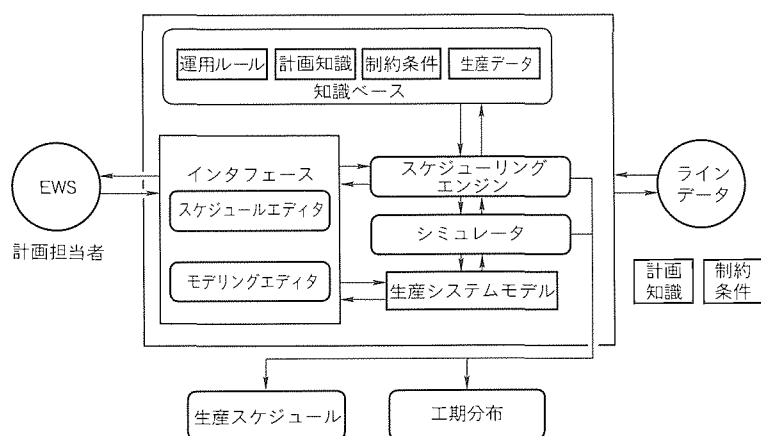 運用ルール 計画知識 制約条件 生産データ
知識ベース
インタフェース
スケジュールエディタ
モデリングエディタ
スケジューリング
エンジン
シミュレータ
生産システムモデル
EWS
計画担当者
ライン
データ
計画
知識
制約
条件
生産スケジュール
工期分布